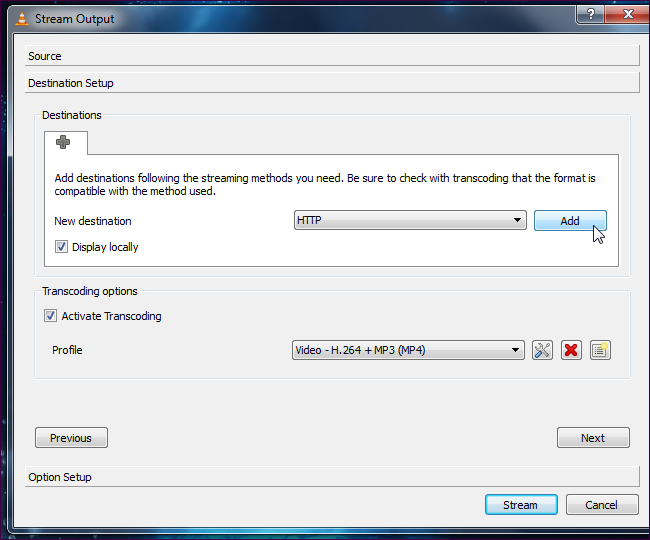 Stream Output
?
Source
Destination Setup
Destinations
Add destinations following the streaming methods you need. Be sure to check with transcoding that the format is
compatible with the method used.
New destination HTTP Add
Display locally
Transcoding options
Activate Transcoding
Profile Video - H.264 + MP3 (MP4)
Previous Next
Option Setup
Stream Cancel